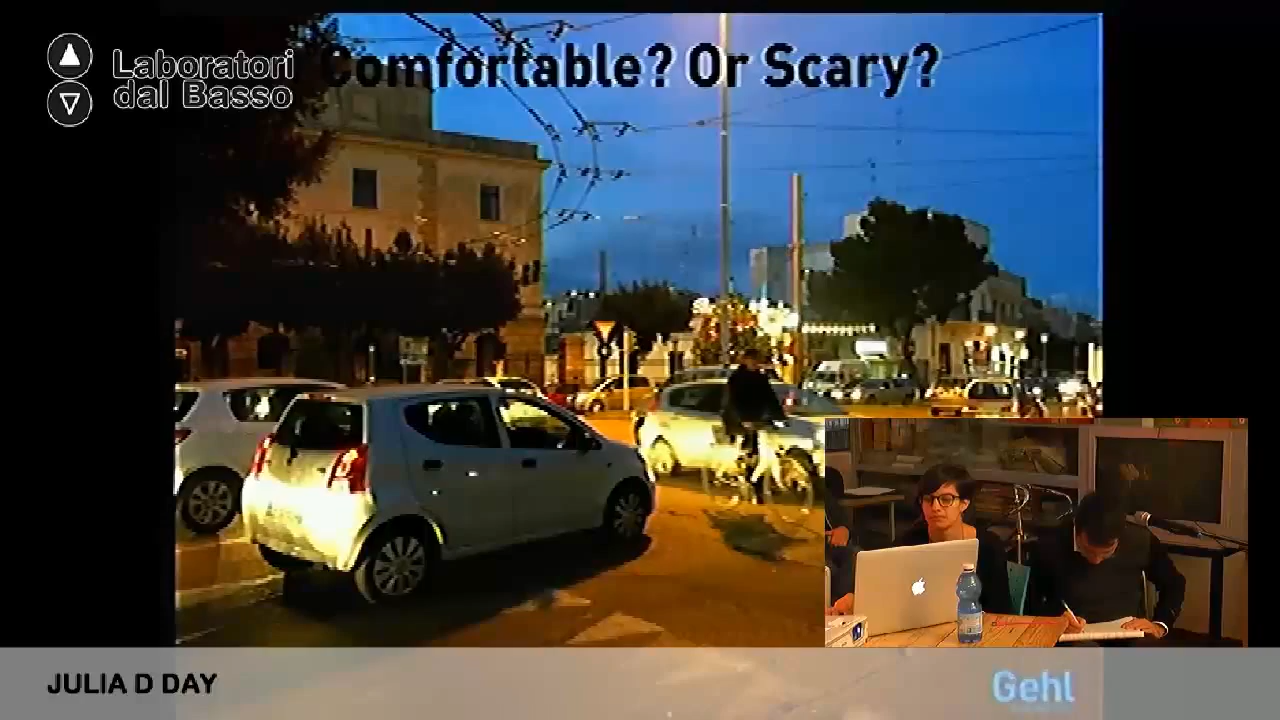 Comfortable? Or Scary?
Laboratori
dal Basso
JULIA D DAY
Gehl